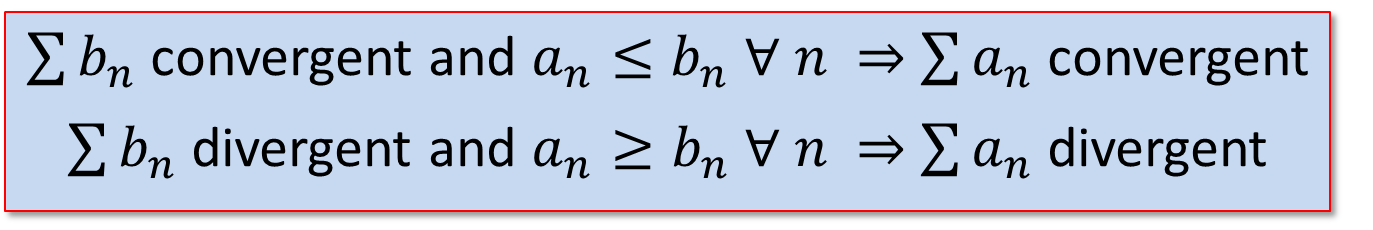 ∑ bₙ convergent and aₙ ≤ bₙ ∀ n ⇒ ∑ aₙ convergent
∑ bₙ divergent and aₙ ≥ bₙ ∀ n ⇒ ∑ aₙ divergent